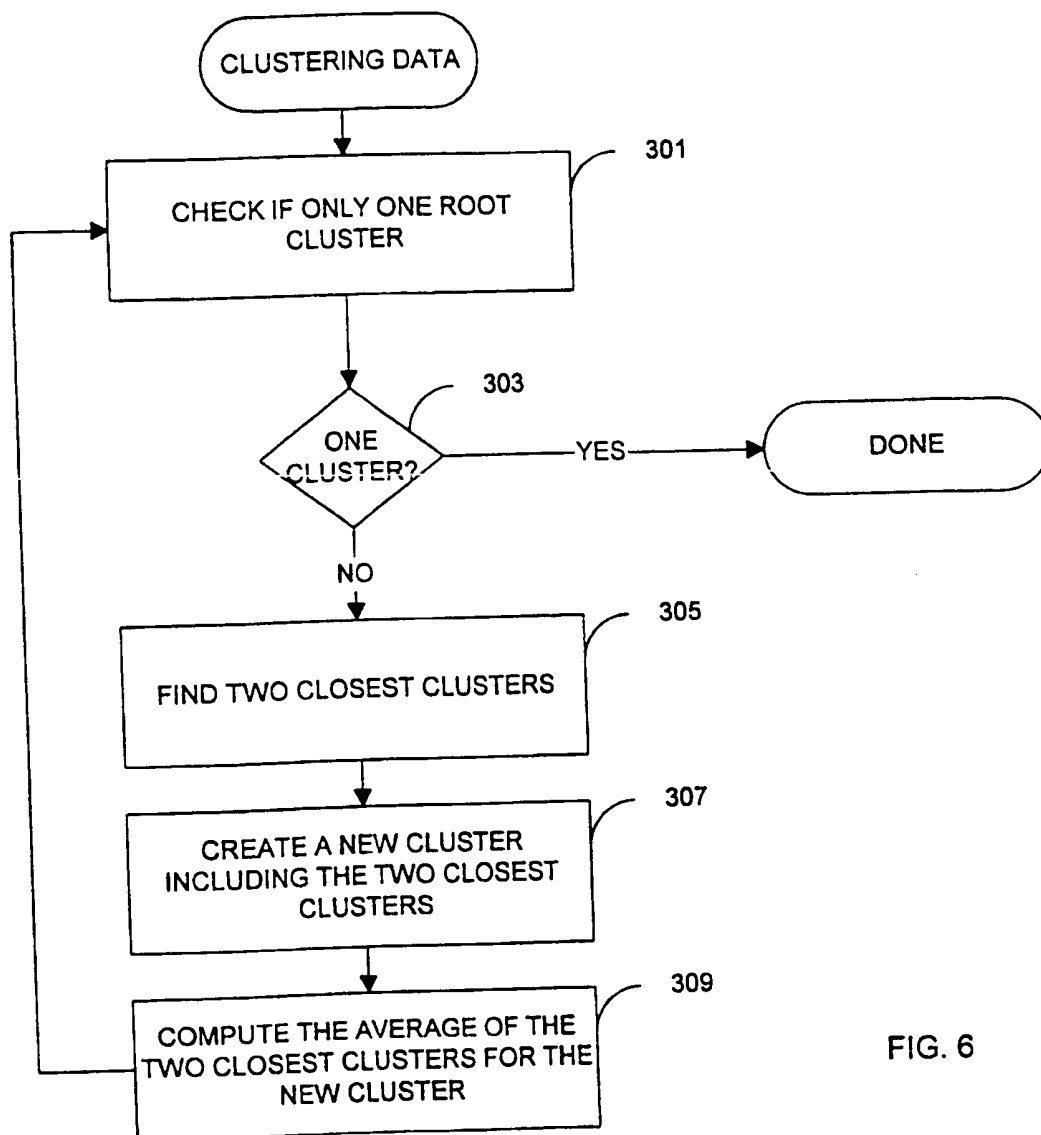 CLUSTERING DATA
301
CHECK IF ONLY ONE ROOT
CLUSTER
303
ONE
CLUSTER?
YES
DONE
NO
305
FIND TWO CLOSEST CLUSTERS
307
CREATE A NEW CLUSTER
INCLUDING THE TWO CLOSEST
CLUSTERS
309
COMPUTE THE AVERAGE OF THE
TWO CLOSEST CLUSTERS FOR THE
NEW CLUSTER
FIG. 6